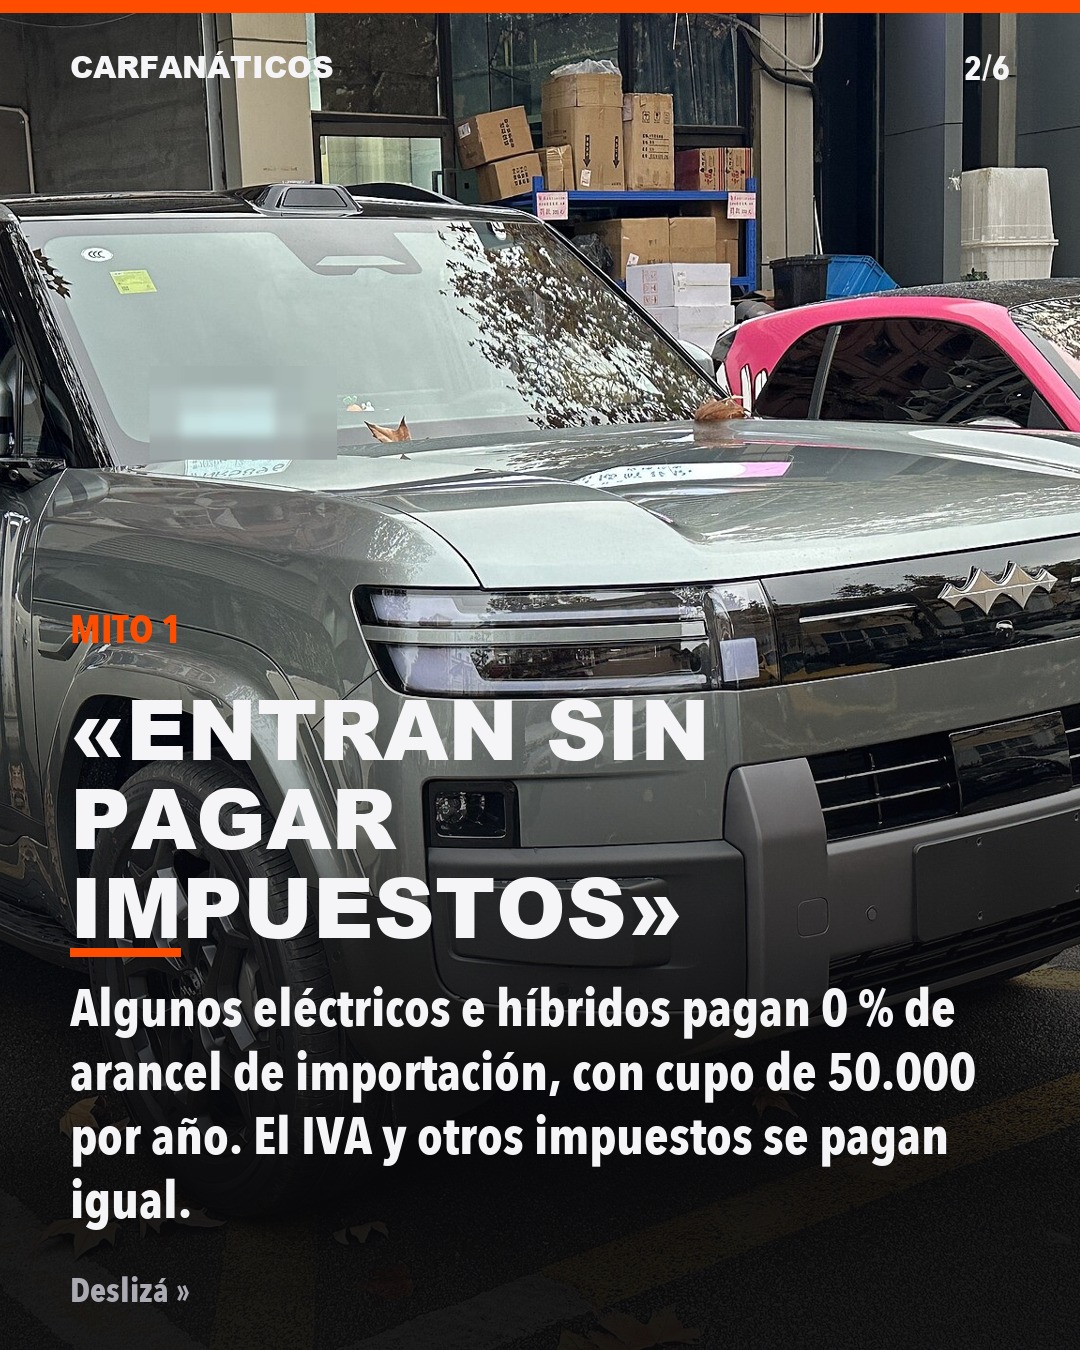 CARFANÁTICOS
2/6
MITO 1
«ENTRAN SIN
PAGAR
IMPUESTOS»
Algunos eléctricos e híbridos pagan 0 % de
arancel de importación, con cupo de 50.000
por año. El IVA y otros impuestos se pagan
igual.
Deslizá »